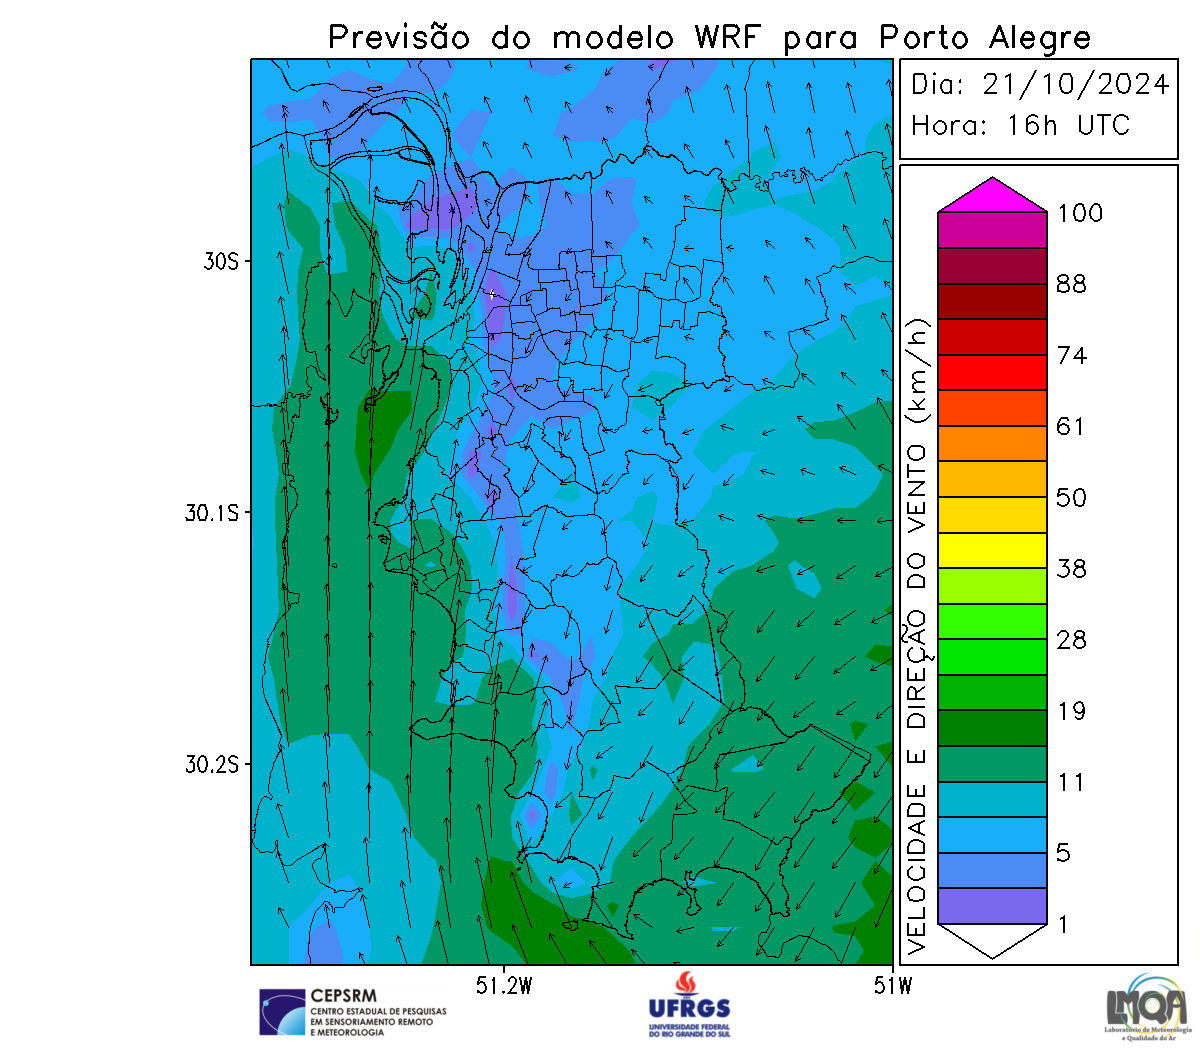 Previsão do modelo WRF para Porto Alegre
Dia: 21/10/2024
Hora: 16h UTC
30S
30.1S
30.2S
51.2W
51W
VELOCIDADE E DIREÇÃO DO VENTO (km/h)
100
88
74
61
50
38
28
19
11
5
1
CEPSRM
CENTRO ESTADUAL DE PESQUISAS
EM SENSORIAMENTO REMOTO
E METEOROLOGIA
UFRGS
UNIVERSIDADE FEDERAL
DO RIO GRANDE DO SUL
LMQA
Laboratório de Meteorologia
e Qualidade do Ar